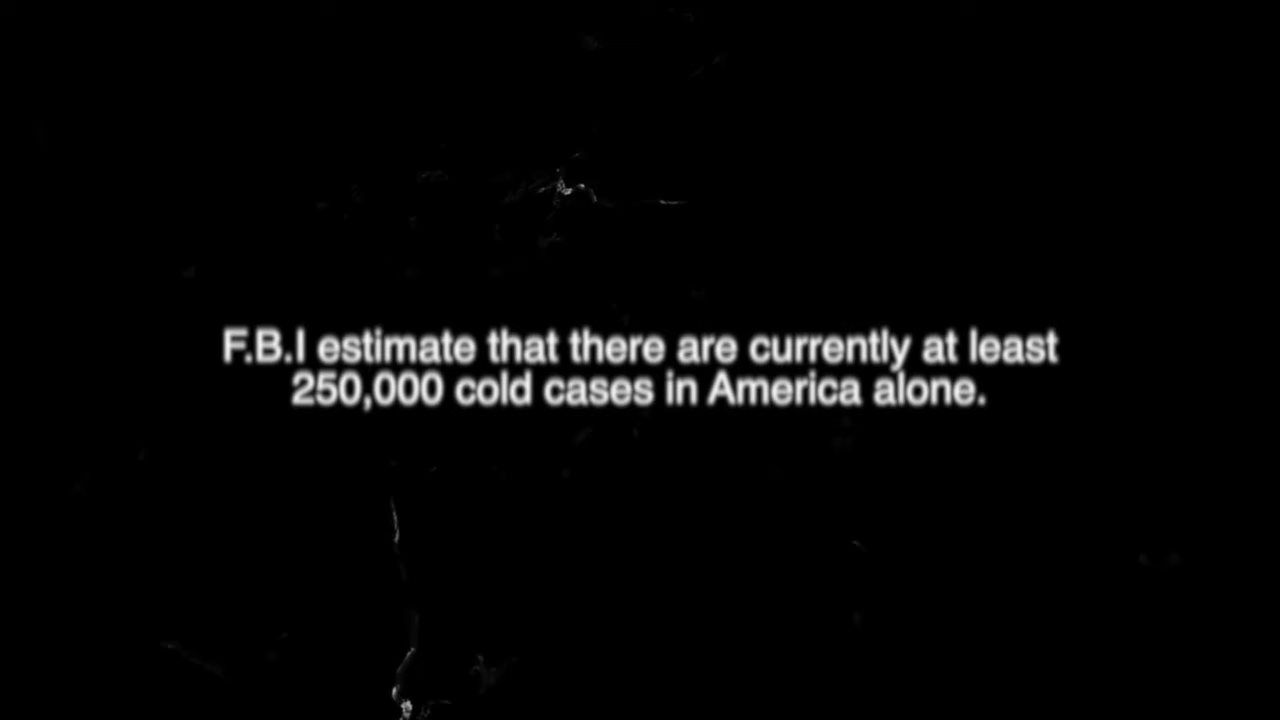 F.B.I estimate that there are currently at least
250,000 cold cases in America alone.